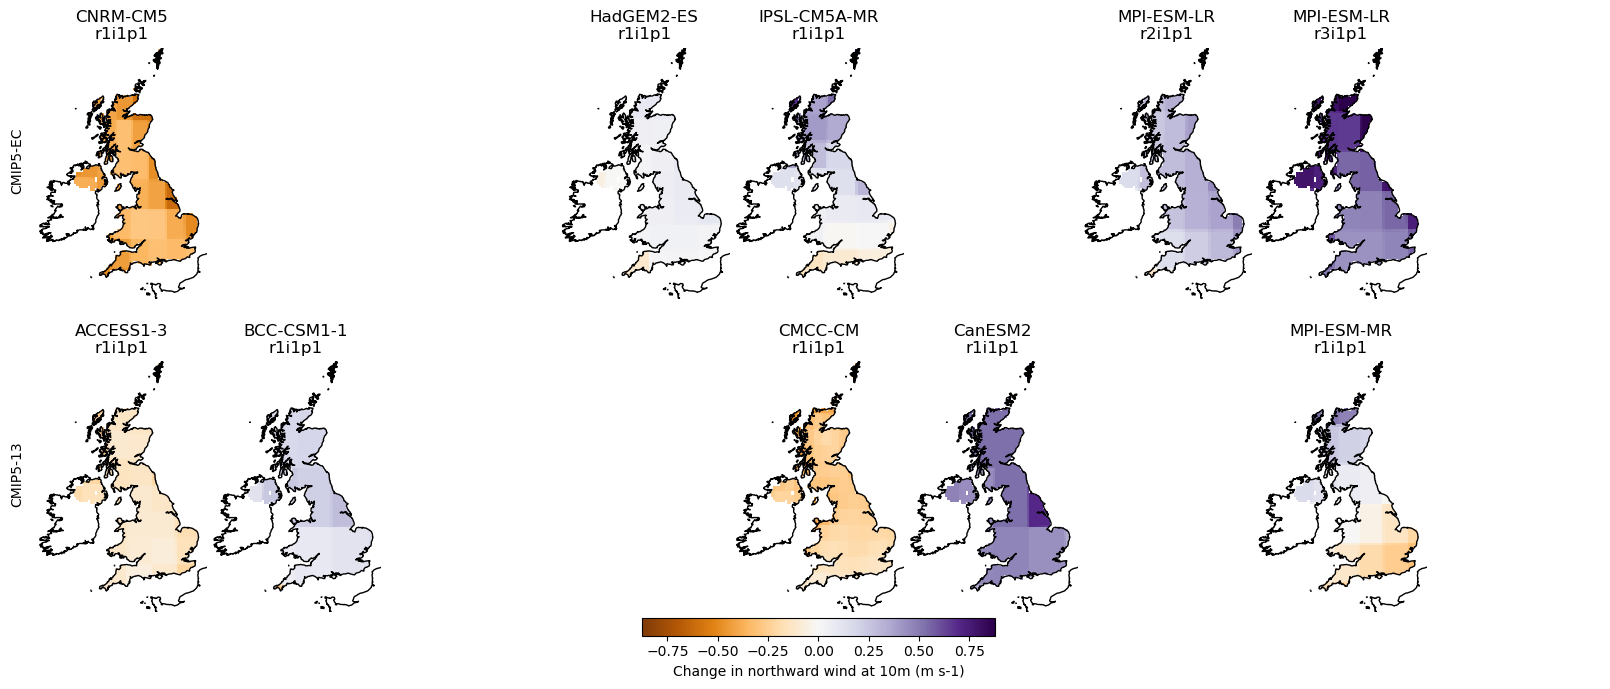 CNRM-CM5
r1i1p1
HadGEM2-ES
r1i1p1
IPSL-CM5A-MR
r1i1p1
MPI-ESM-LR
r2i1p1
MPI-ESM-LR
r3i1p1
CMIP5-EC
ACCESS1-3
r1i1p1
BCC-CSM1-1
r1i1p1
CMCC-CM
r1i1p1
CanESM2
r1i1p1
MPI-ESM-MR
r1i1p1
CMIP5-13
−0.75 −0.50 −0.25 0.00 0.25 0.50 0.75
Change in northward wind at 10m (m s-1)